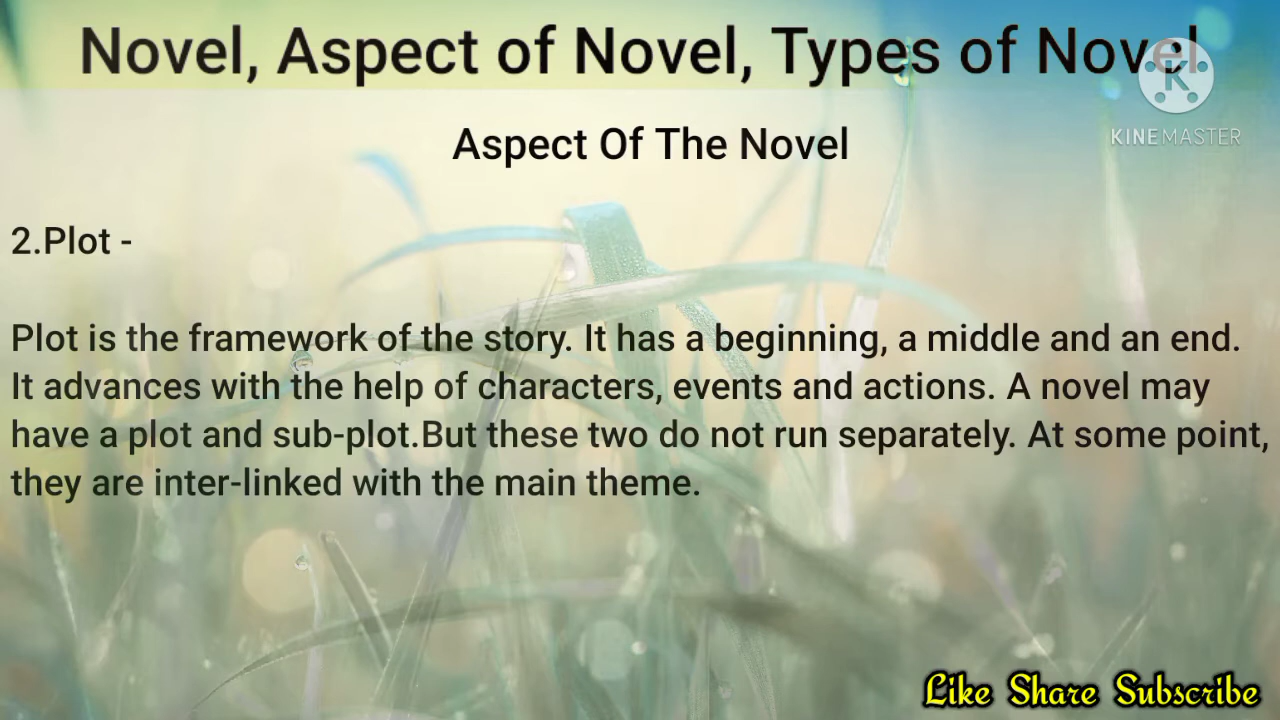 Novel, Aspect of Novel, Types of Novel
K
KINEMASTER
Aspect Of The Novel
2.Plot -
Plot is the framework of the story. It has a beginning, a middle and an end.
It advances with the help of characters, events and actions. A novel may
have a plot and sub-plot.But these two do not run separately. At some point,
they are inter-linked with the main theme.
Like Share Subscribe